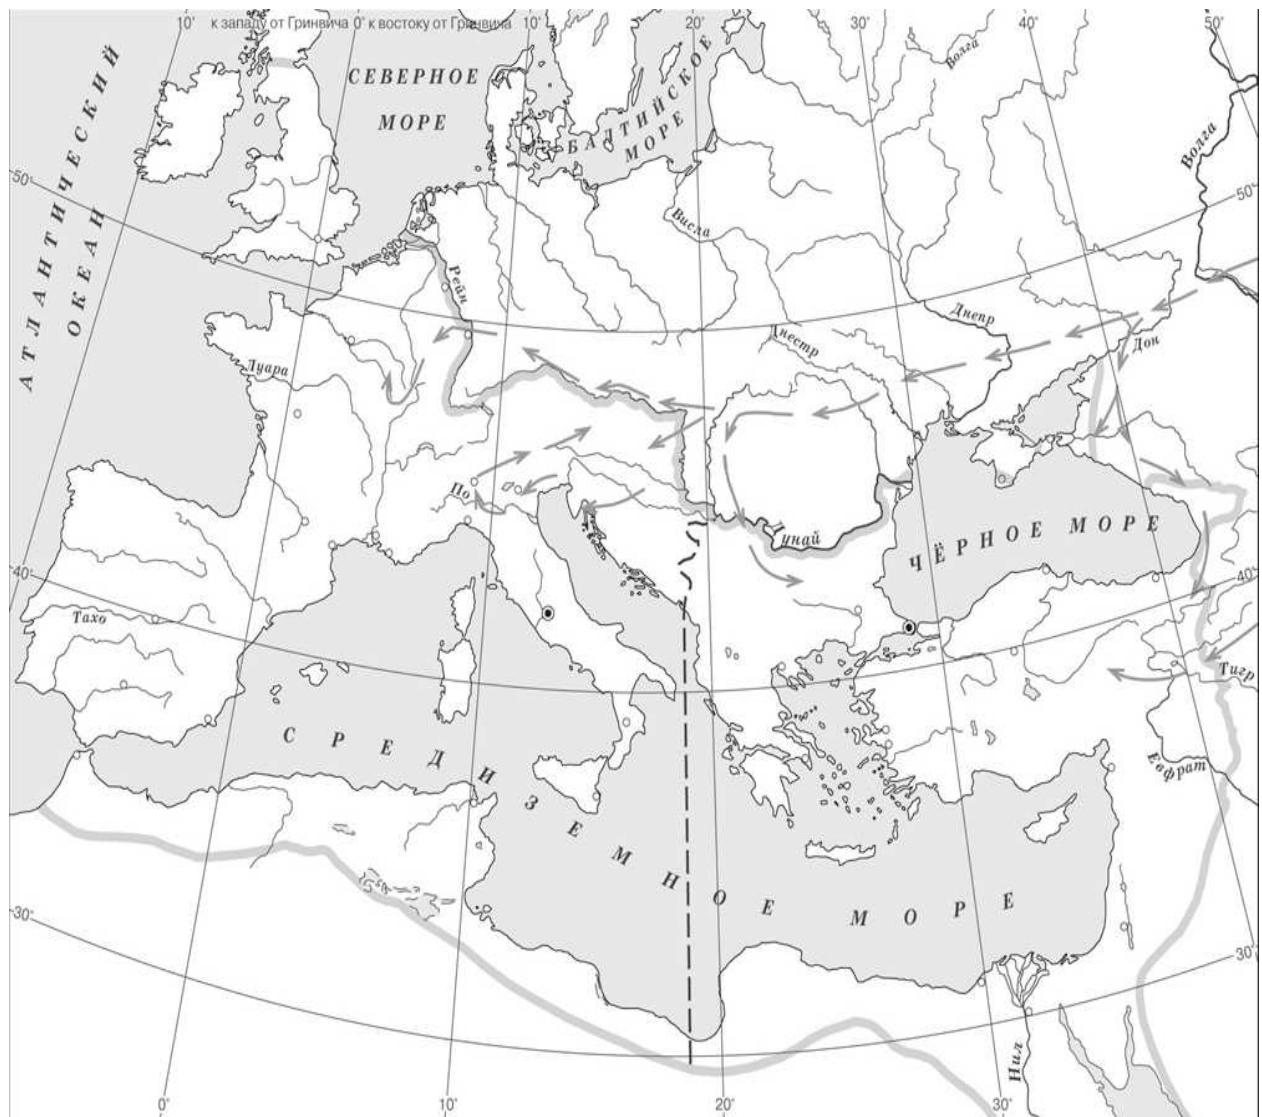 10° к западу от Гринвича 0° к востоку от Гринвича 10° 20° 30° 40° 50°
СЕВЕРНОЕ
МОРЕ
БАЛТИЙСКОЕ
МОРЕ
АТЛАНТИЧЕСКИЙ
ОКЕАН
Волга
Волга
50°
50°
Висла
Рейн
Днепр
Днестр
Дон
Луара
По
унай
ЧЁРНОЕ МОРЕ
40°
40°
Тахо
Тигр
Евфрат
СРЕДИЗЕМНОЕ МОРЕ
30°
30°
Нил
0° 10° 20° 30°